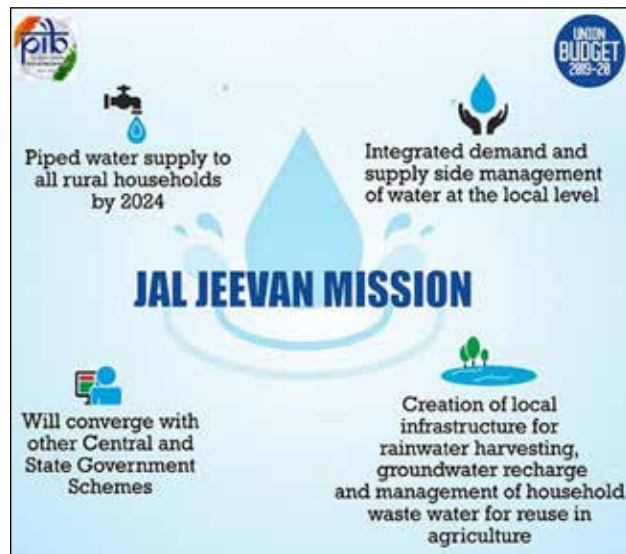 pib
UNION
BUDGET
2019-20
Piped water supply to
all rural households
by 2024
Integrated demand and
supply side management
of water at the local level
JAL JEEVAN MISSION
Will converge with
other Central and
State Government
Schemes
Creation of local
infrastructure for
rainwater harvesting,
groundwater recharge
and management of household
waste water for reuse in
agriculture